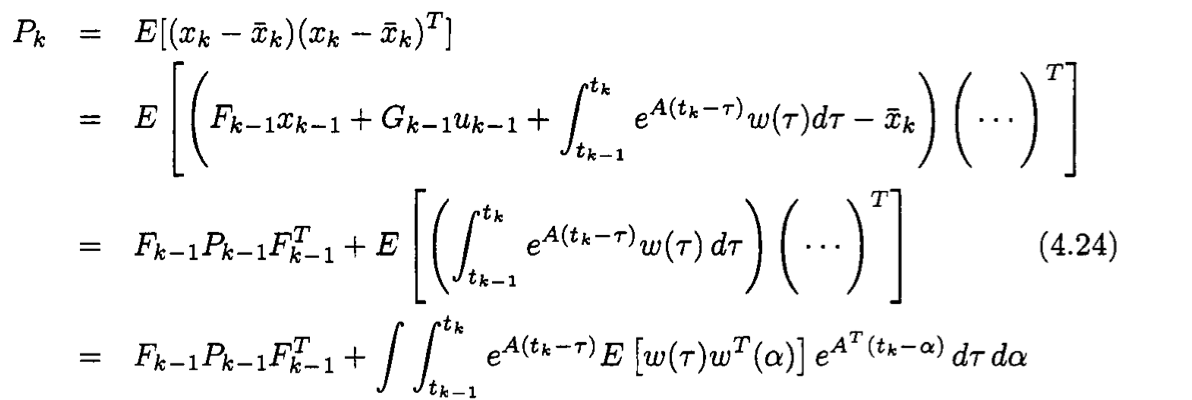 P_k = E[(x_k − x̄_k)(x_k − x̄_k)^T]
= E [ ( F_{k−1}x_{k−1} + G_{k−1}u_{k−1} + ∫_{t_{k−1}}^{t_k} e^{A(t_k−τ)} w(τ)dτ − x̄_k ) ( ⋯ )^T ]
= F_{k−1}P_{k−1}F_{k−1}^T + E [ ( ∫_{t_{k−1}}^{t_k} e^{A(t_k−τ)} w(τ) dτ ) ( ⋯ )^T ] (4.24)
= F_{k−1}P_{k−1}F_{k−1}^T + ∫ ∫_{t_{k−1}}^{t_k} e^{A(t_k−τ)} E [w(τ)w^T(α)] e^{A^T(t_k−α)} dτ dα